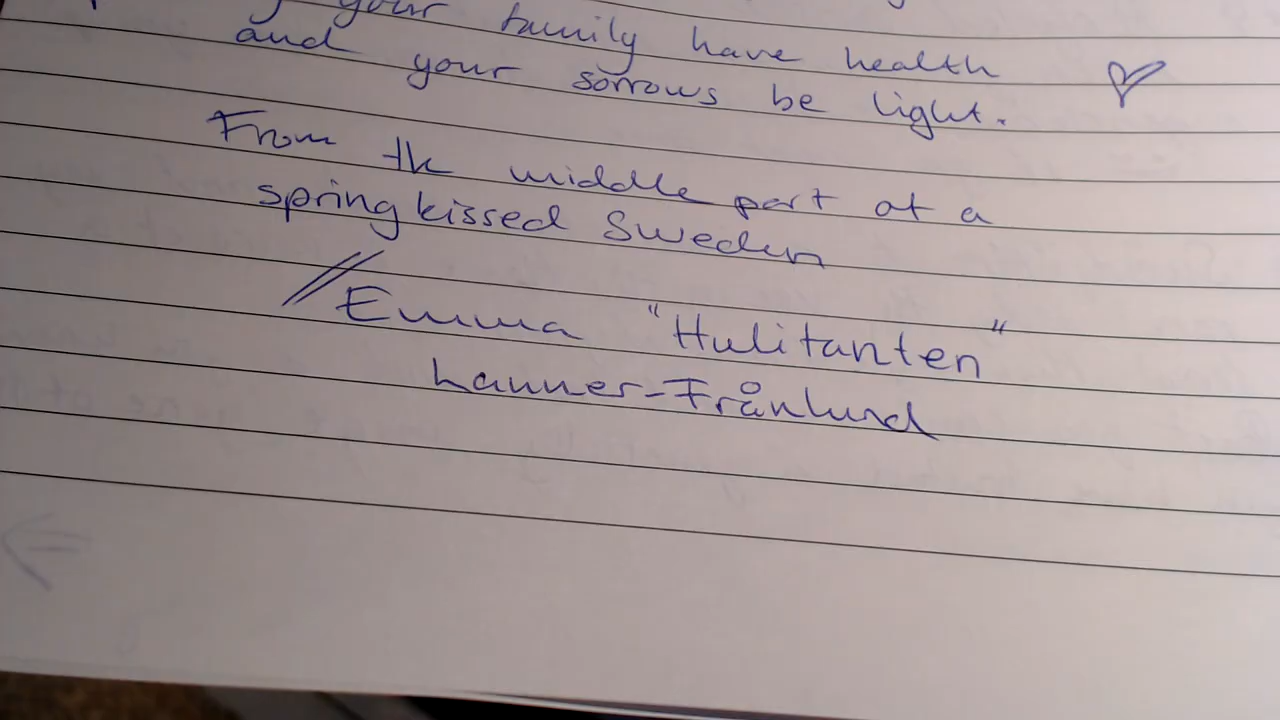 your family have health
and your sorrows be light.
From the middle part of a
spring kissed Sweden
//Emma "Hulitanten"
Lanner-Frånlund